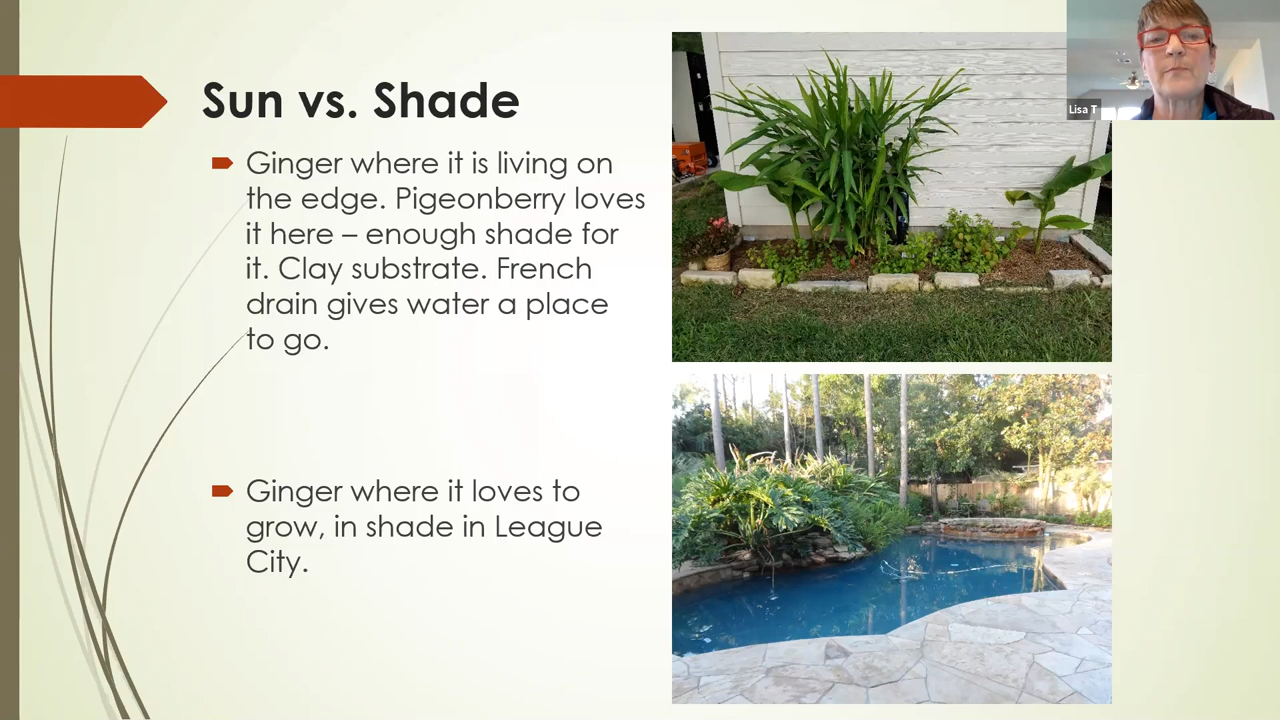 Sun vs. Shade
Ginger where it is living on
the edge. Pigeonberry loves
it here – enough shade for
it. Clay substrate. French
drain gives water a place
to go.
Ginger where it loves to
grow, in shade in League
City.
Lisa T